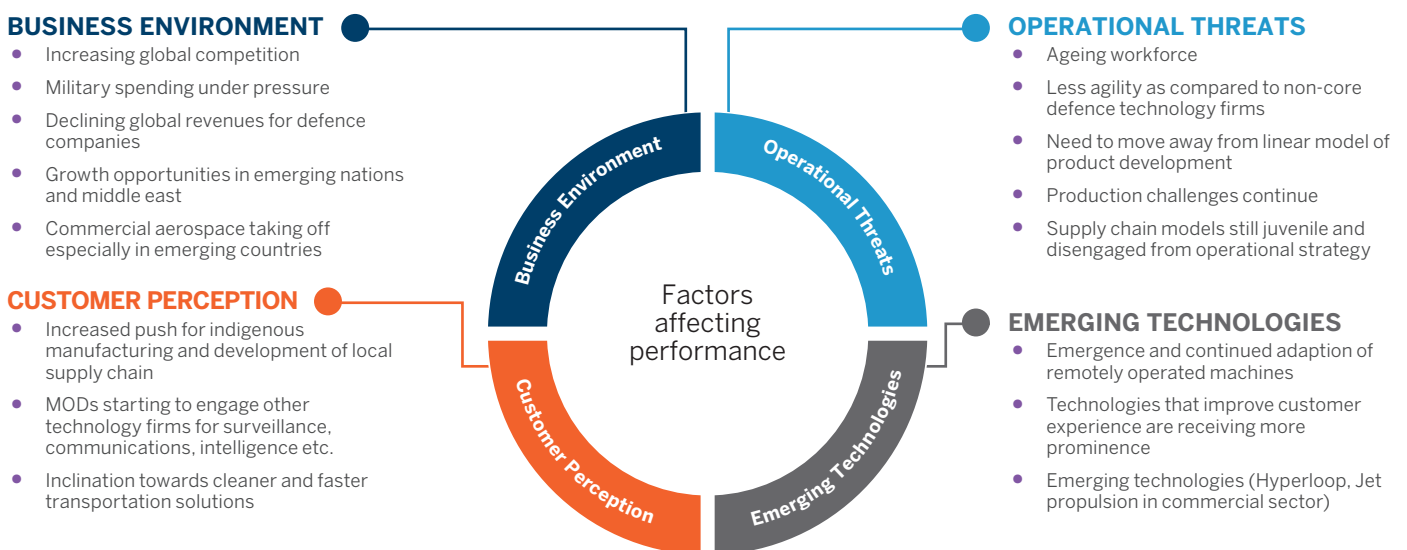 BUSINESS ENVIRONMENT
Increasing global competition
Military spending under pressure
Declining global revenues for defence
companies
Growth opportunities in emerging nations
and middle east
Commercial aerospace taking off
especially in emerging countries
CUSTOMER PERCEPTION
Increased push for indigenous
manufacturing and development of local
supply chain
MODs starting to engage other
technology firms for surveillance,
communications, intelligence etc.
Inclination towards cleaner and faster
transportation solutions
Business Environment
Operational Threats
Customer Perception
Emerging Technologies
Factors
affecting
performance
OPERATIONAL THREATS
Ageing workforce
Less agility as compared to non-core
defence technology firms
Need to move away from linear model of
product development
Production challenges continue
Supply chain models still juvenile and
disengaged from operational strategy
EMERGING TECHNOLOGIES
Emergence and continued adaption of
remotely operated machines
Technologies that improve customer
experience are receiving more
prominence
Emerging technologies (Hyperloop, Jet
propulsion in commercial sector)